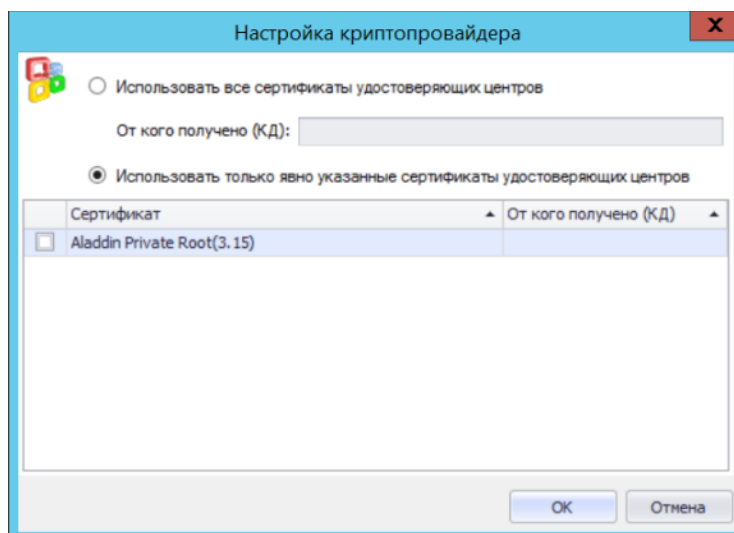 Настройка криптопровайдера
X
Использовать все сертификаты удостоверяющих центров
От кого получено (КД):
Использовать только явно указанные сертификаты удостоверяющих центров
Сертификат От кого получено (КД)
Aladdin Private Root(3.15)
OK Отмена